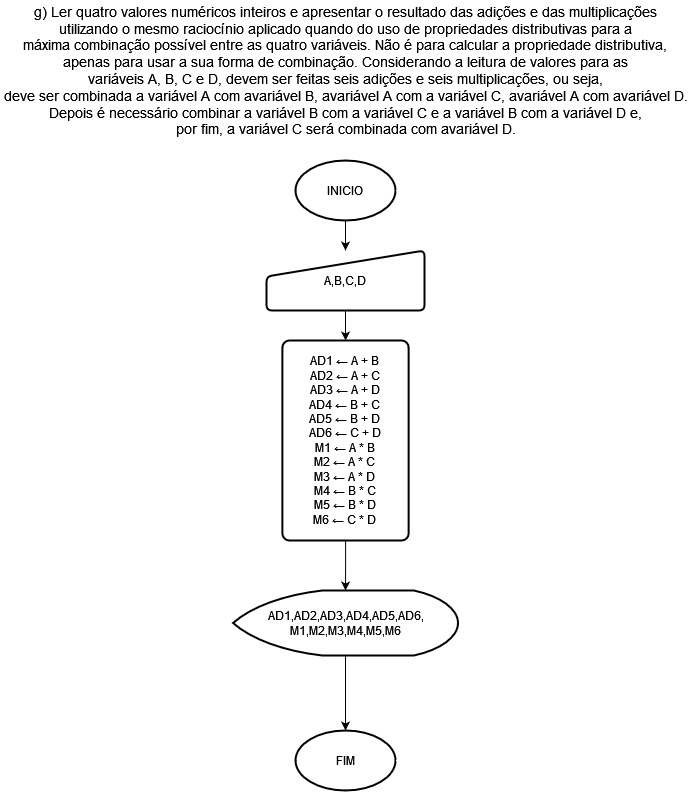 g) Ler quatro valores numéricos inteiros e apresentar o resultado das adições e das multiplicações
utilizando o mesmo raciocínio aplicado quando do uso de propriedades distributivas para a
máxima combinação possível entre as quatro variáveis. Não é para calcular a propriedade distributiva,
apenas para usar a sua forma de combinação. Considerando a leitura de valores para as
variáveis A, B, C e D, devem ser feitas seis adições e seis multiplicações, ou seja,
deve ser combinada a variável A com avariável B, avariável A com a variável C, avariável A com avariável D.
Depois é necessário combinar a variável B com a variável C e a variável B com a variável D e,
por fim, a variável C será combinada com avariável D.
INICIO
A,B,C,D
AD1 ← A + B
AD2 ← A + C
AD3 ← A + D
AD4 ← B + C
AD5 ← B + D
AD6 ← C + D
M1 ← A * B
M2 ← A * C
M3 ← A * D
M4 ← B * C
M5 ← B * D
M6 ← C * D
AD1,AD2,AD3,AD4,AD5,AD6,
M1,M2,M3,M4,M5,M6
FIM